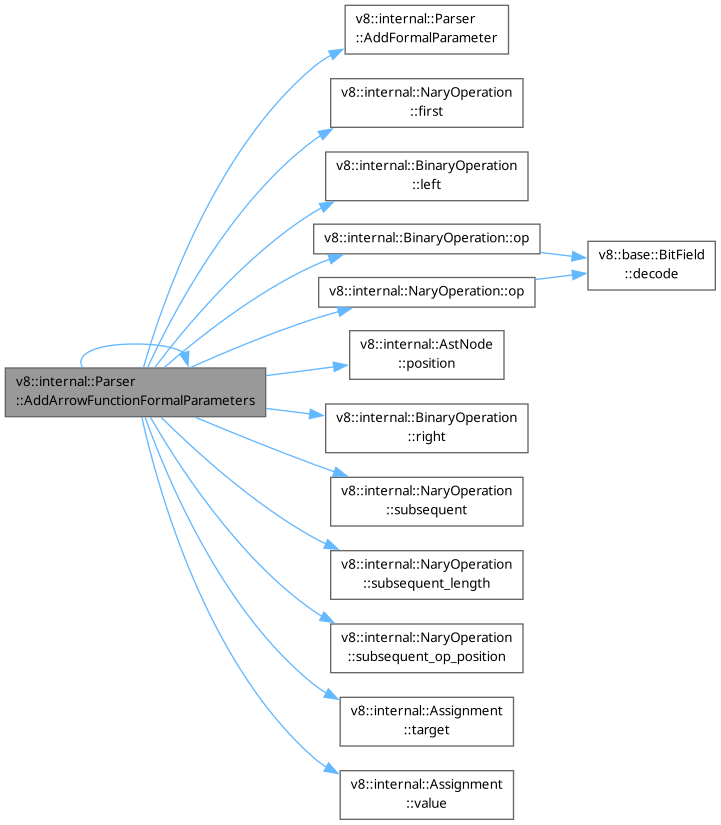 v8::internal::Parser
::AddFormalParameter
v8::internal::NaryOperation
::first
v8::internal::BinaryOperation
::left
v8::internal::BinaryOperation::op
v8::base::BitField
::decode
v8::internal::NaryOperation::op
v8::internal::AstNode
::position
v8::internal::Parser
::AddArrowFunctionFormalParameters
v8::internal::BinaryOperation
::right
v8::internal::NaryOperation
::subsequent
v8::internal::NaryOperation
::subsequent_length
v8::internal::NaryOperation
::subsequent_op_position
v8::internal::Assignment
::target
v8::internal::Assignment
::value